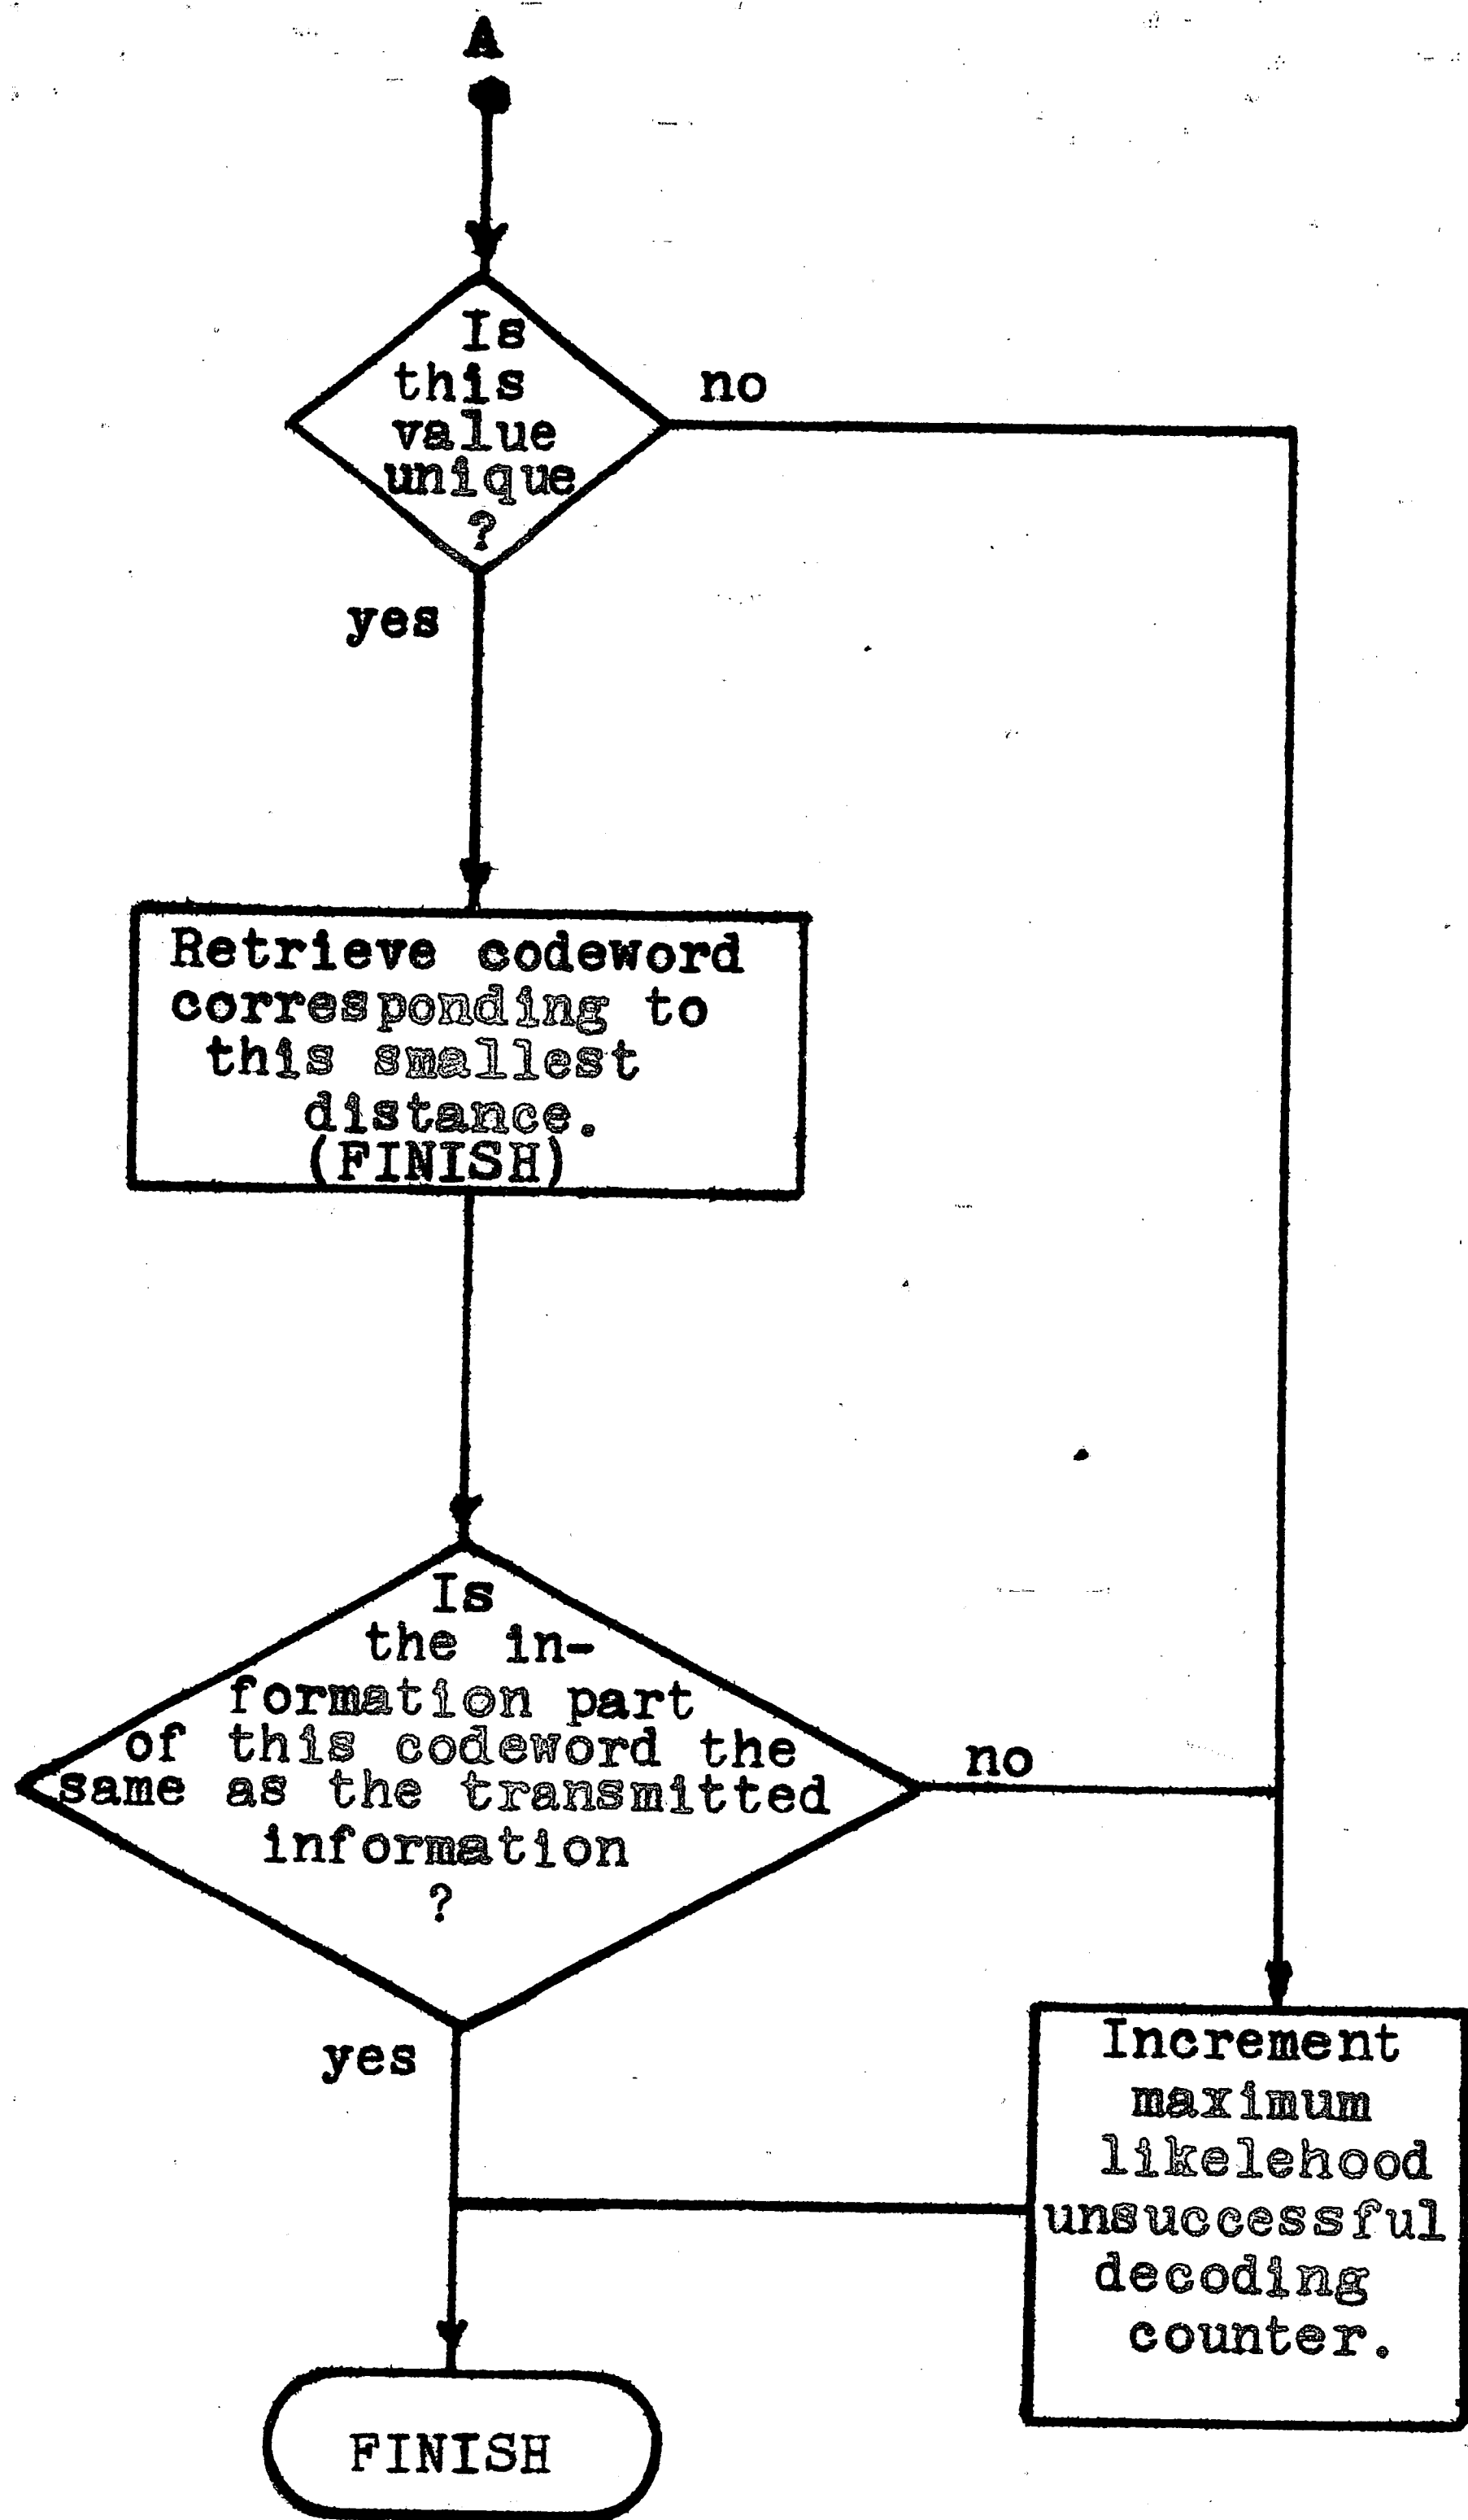 A
Is
this
value
unique
?
no
yes
Retrieve codeword
corresponding to
this smallest
distance.
(FINISH)
Is
the in-
formation part
of this codeword the
same as the transmitted
information
?
no
yes
Increment
maximum
likelehood
unsuccessful
decoding
counter.
FINISH